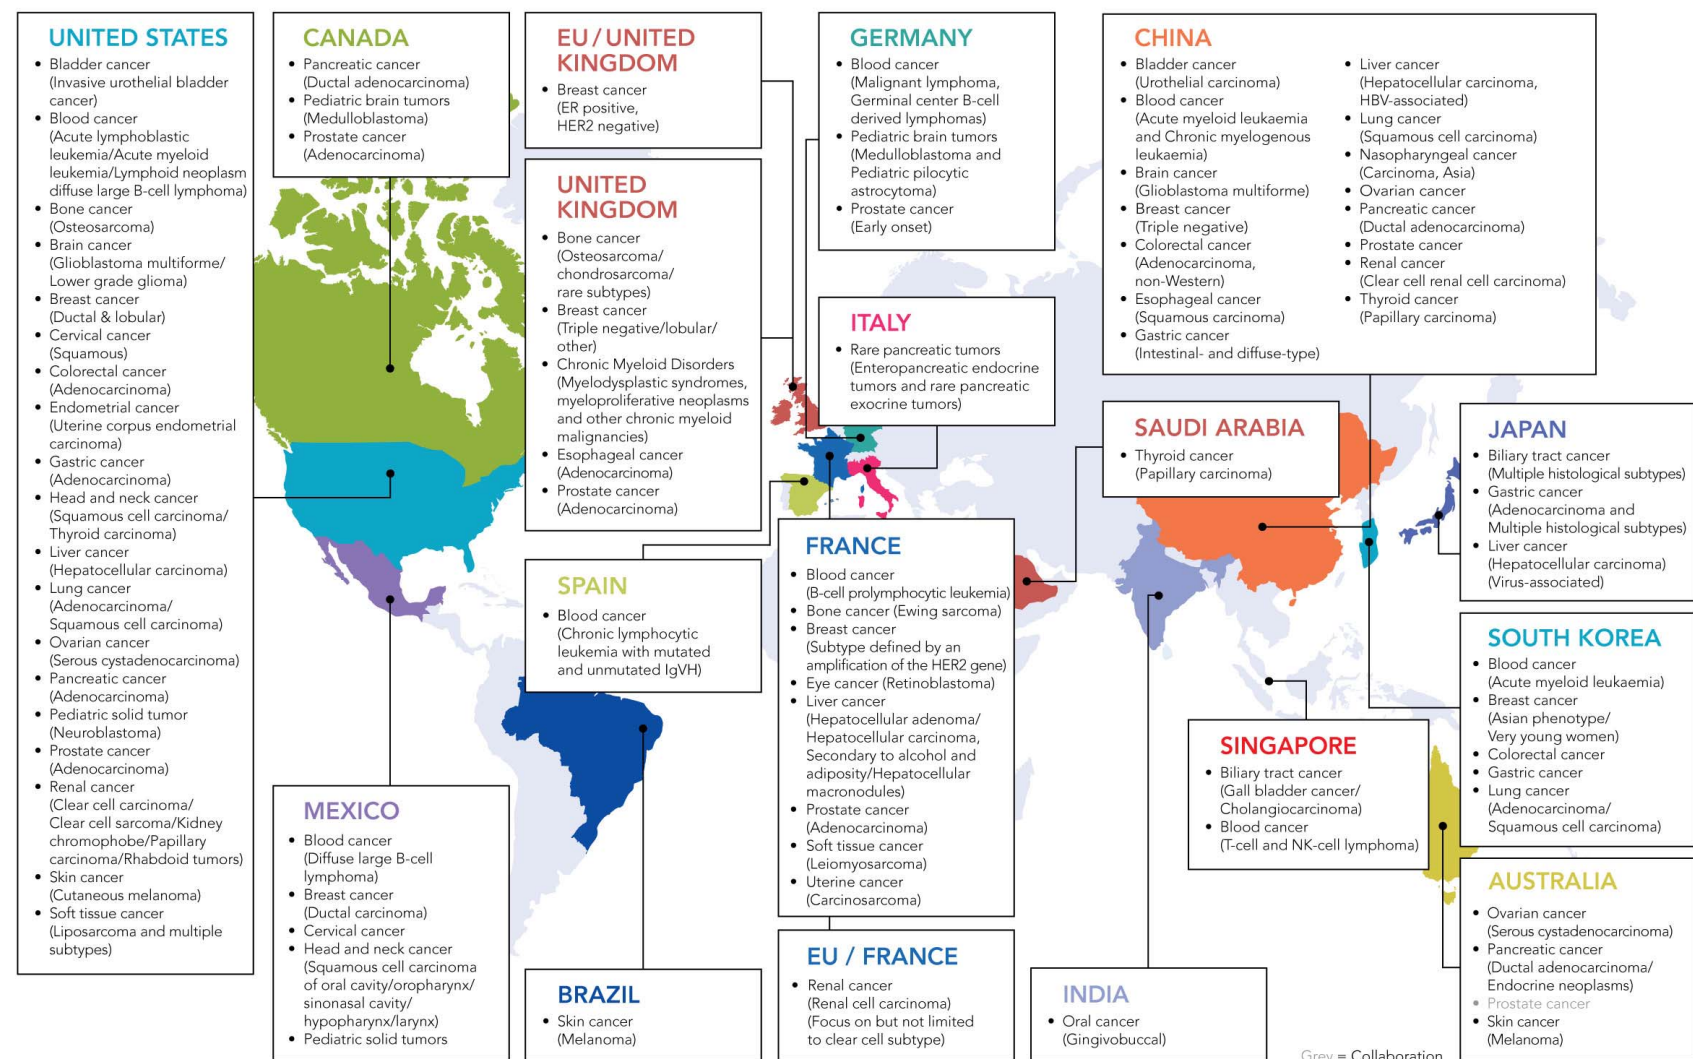 UNITED STATES
• Bladder cancer
(Invasive urothelial bladder
cancer)
• Blood cancer
(Acute lymphoblastic
leukemia/Acute myeloid
leukemia/Lymphoid neoplasm
diffuse large B-cell lymphoma)
• Bone cancer
(Osteosarcoma)
• Brain cancer
(Glioblastoma multiforme/
Lower grade glioma)
• Breast cancer
(Ductal & lobular)
• Cervical cancer
(Squamous)
• Colorectal cancer
(Adenocarcinoma)
• Endometrial cancer
(Uterine corpus endometrial
carcinoma)
• Gastric cancer
(Adenocarcinoma)
• Head and neck cancer
(Squamous cell carcinoma/
Thyroid carcinoma)
• Liver cancer
(Hepatocellular carcinoma)
• Lung cancer
(Adenocarcinoma/
Squamous cell carcinoma)
• Ovarian cancer
(Serous cystadenocarcinoma)
• Pancreatic cancer
(Adenocarcinoma)
• Pediatric solid tumor
(Neuroblastoma)
• Prostate cancer
(Adenocarcinoma)
• Renal cancer
(Clear cell carcinoma/
Clear cell sarcoma/Kidney
chromophobe/Papillary
carcinoma/Rhabdoid tumors)
• Skin cancer
(Cutaneous melanoma)
• Soft tissue cancer
(Liposarcoma and multiple
subtypes)
CANADA
• Pancreatic cancer
(Ductal adenocarcinoma)
• Pediatric brain tumors
(Medulloblastoma)
• Prostate cancer
(Adenocarcinoma)
MEXICO
• Blood cancer
(Diffuse large B-cell
lymphoma)
• Breast cancer
(Ductal carcinoma)
• Cervical cancer
• Head and neck cancer
(Squamous cell carcinoma
of oral cavity/oropharynx/
sinonasal cavity/
hypopharynx/larynx)
• Pediatric solid tumors
EU / UNITED
KINGDOM
• Breast cancer
(ER positive,
HER2 negative)
UNITED
KINGDOM
• Bone cancer
(Osteosarcoma/
chondrosarcoma/
rare subtypes)
• Breast cancer
(Triple negative/lobular/
other)
• Chronic Myeloid Disorders
(Myelodysplastic syndromes,
myeloproliferative neoplasms
and other chronic myeloid
malignancies)
• Esophageal cancer
(Adenocarcinoma)
• Prostate cancer
(Adenocarcinoma)
SPAIN
• Blood cancer
(Chronic lymphocytic
leukemia with mutated
and unmutated IgVH)
BRAZIL
• Skin cancer
(Melanoma)
GERMANY
• Blood cancer
(Malignant lymphoma,
Germinal center B-cell
derived lymphomas)
• Pediatric brain tumors
(Medulloblastoma and
Pediatric pilocytic
astrocytoma)
• Prostate cancer
(Early onset)
ITALY
• Rare pancreatic tumors
(Enteropancreatic endocrine
tumors and rare pancreatic
exocrine tumors)
FRANCE
• Blood cancer
(B-cell prolymphocytic leukemia)
• Bone cancer (Ewing sarcoma)
• Breast cancer
(Subtype defined by an
amplification of the HER2 gene)
• Eye cancer (Retinoblastoma)
• Liver cancer
(Hepatocellular adenoma/
Hepatocellular carcinoma,
Secondary to alcohol and
adiposity/Hepatocellular
macronodules)
• Prostate cancer
(Adenocarcinoma)
• Soft tissue cancer
(Leiomyosarcoma)
• Uterine cancer
(Carcinosarcoma)
EU / FRANCE
• Renal cancer
(Renal cell carcinoma)
(Focus on but not limited
to clear cell subtype)
CHINA
• Bladder cancer
(Urothelial carcinoma)
• Blood cancer
(Acute myeloid leukaemia
and Chronic myelogenous
leukaemia)
• Brain cancer
(Glioblastoma multiforme)
• Breast cancer
(Triple negative)
• Colorectal cancer
(Adenocarcinoma,
non-Western)
• Esophageal cancer
(Squamous carcinoma)
• Gastric cancer
(Intestinal- and diffuse-type)
• Liver cancer
(Hepatocellular carcinoma,
HBV-associated)
• Lung cancer
(Squamous cell carcinoma)
• Nasopharyngeal cancer
(Carcinoma, Asia)
• Ovarian cancer
• Pancreatic cancer
(Ductal adenocarcinoma)
• Prostate cancer
• Renal cancer
(Clear cell renal cell carcinoma)
• Thyroid cancer
(Papillary carcinoma)
SAUDI ARABIA
• Thyroid cancer
(Papillary carcinoma)
JAPAN
• Biliary tract cancer
(Multiple histological subtypes)
• Gastric cancer
(Adenocarcinoma and
Multiple histological subtypes)
• Liver cancer
(Hepatocellular carcinoma)
(Virus-associated)
SOUTH KOREA
• Blood cancer
(Acute myeloid leukaemia)
• Breast cancer
(Asian phenotype/
Very young women)
• Colorectal cancer
• Gastric cancer
• Lung cancer
(Adenocarcinoma/
Squamous cell carcinoma)
SINGAPORE
• Biliary tract cancer
(Gall bladder cancer/
Cholangiocarcinoma)
• Blood cancer
(T-cell and NK-cell lymphoma)
AUSTRALIA
• Ovarian cancer
(Serous cystadenocarcinoma)
• Pancreatic cancer
(Ductal adenocarcinoma/
Endocrine neoplasms)
• Prostate cancer
• Skin cancer
(Melanoma)
INDIA
• Oral cancer
(Gingivobuccal)
Grey = Collaboration